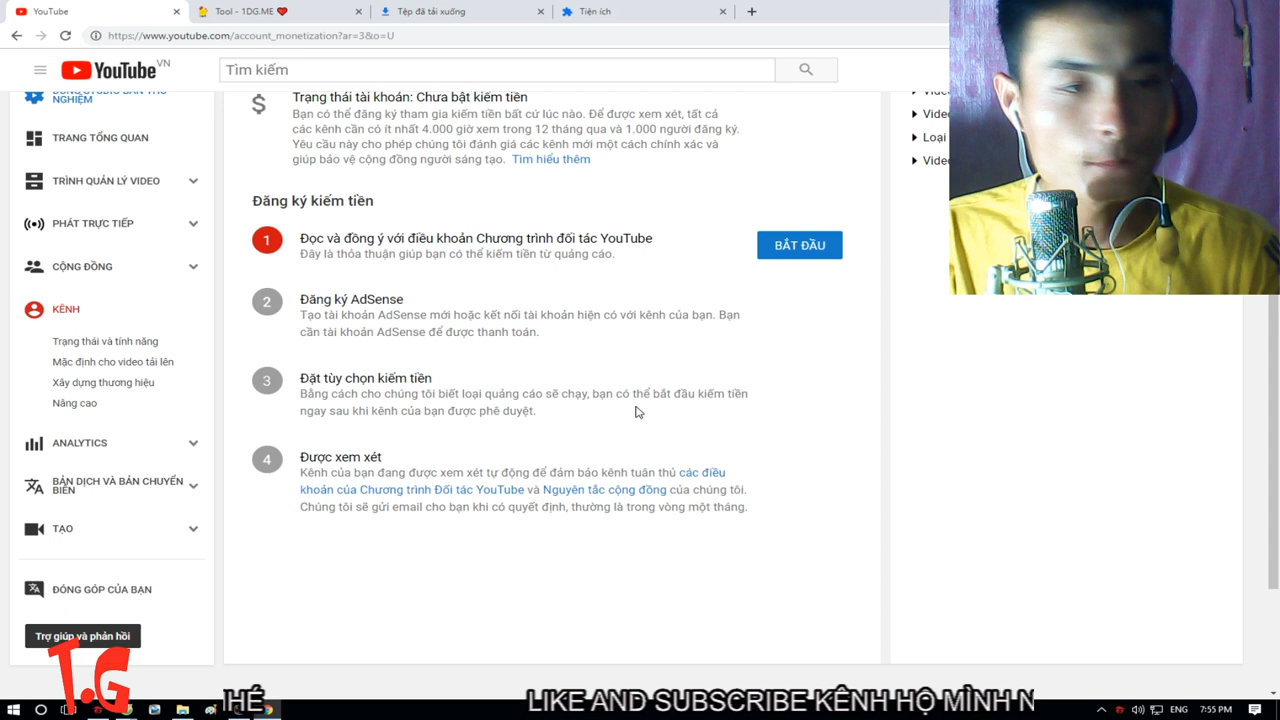 YouTube
Tool - 1DG.ME
Tệp đã tải xuống
Tiện ích
https://www.youtube.com/account_monetization?ar=3&o=U
YouTube VN
Tìm kiếm
NGHIỆM
TRANG TỔNG QUAN
TRÌNH QUẢN LÝ VIDEO
PHÁT TRỰC TIẾP
CỘNG ĐỒNG
KÊNH
Trạng thái và tính năng
Mặc định cho video tải lên
Xây dựng thương hiệu
Nâng cao
ANALYTICS
BẢN DỊCH VÀ BẢN CHUYỂN
BIÊN
TẠO
ĐÓNG GÓP CỦA BẠN
Trợ giúp và phản hồi
$
Trạng thái tài khoản: Chưa bật kiếm tiền
Bạn có thể đăng ký tham gia kiếm tiền bất cứ lúc nào. Để được xem xét, tất cả
các kênh cần có ít nhất 4.000 giờ xem trong 12 tháng qua và 1.000 người đăng ký.
Yêu cầu này cho phép chúng tôi đánh giá các kênh mới một cách chính xác và
giúp bảo vệ cộng đồng người sáng tạo. Tìm hiểu thêm
Đăng ký kiếm tiền
1
Đọc và đồng ý với điều khoản Chương trình đối tác YouTube
Đây là thỏa thuận giúp bạn có thể kiếm tiền từ quảng cáo.
BẮT ĐẦU
2
Đăng ký AdSense
Tạo tài khoản AdSense mới hoặc kết nối tài khoản hiện có với kênh của bạn. Bạn
cần tài khoản AdSense để được thanh toán.
3
Đặt tùy chọn kiếm tiền
Bằng cách cho chúng tôi biết loại quảng cáo sẽ chạy, bạn có thể bắt đầu kiếm tiền
ngay sau khi kênh của bạn được phê duyệt.
4
Được xem xét
Kênh của bạn đang được xem xét tự động để đảm bảo kênh tuân thủ các điều
khoản của Chương trình Đối tác YouTube và Nguyên tắc cộng đồng của chúng tôi.
Chúng tôi sẽ gửi email cho bạn khi có quyết định, thường là trong vòng một tháng.
Video
Loại
Video
T.G
HÉ
LIKE AND SUBSCRIBE KÊNH HỘ MÌNH N
ENG
7:55 PM